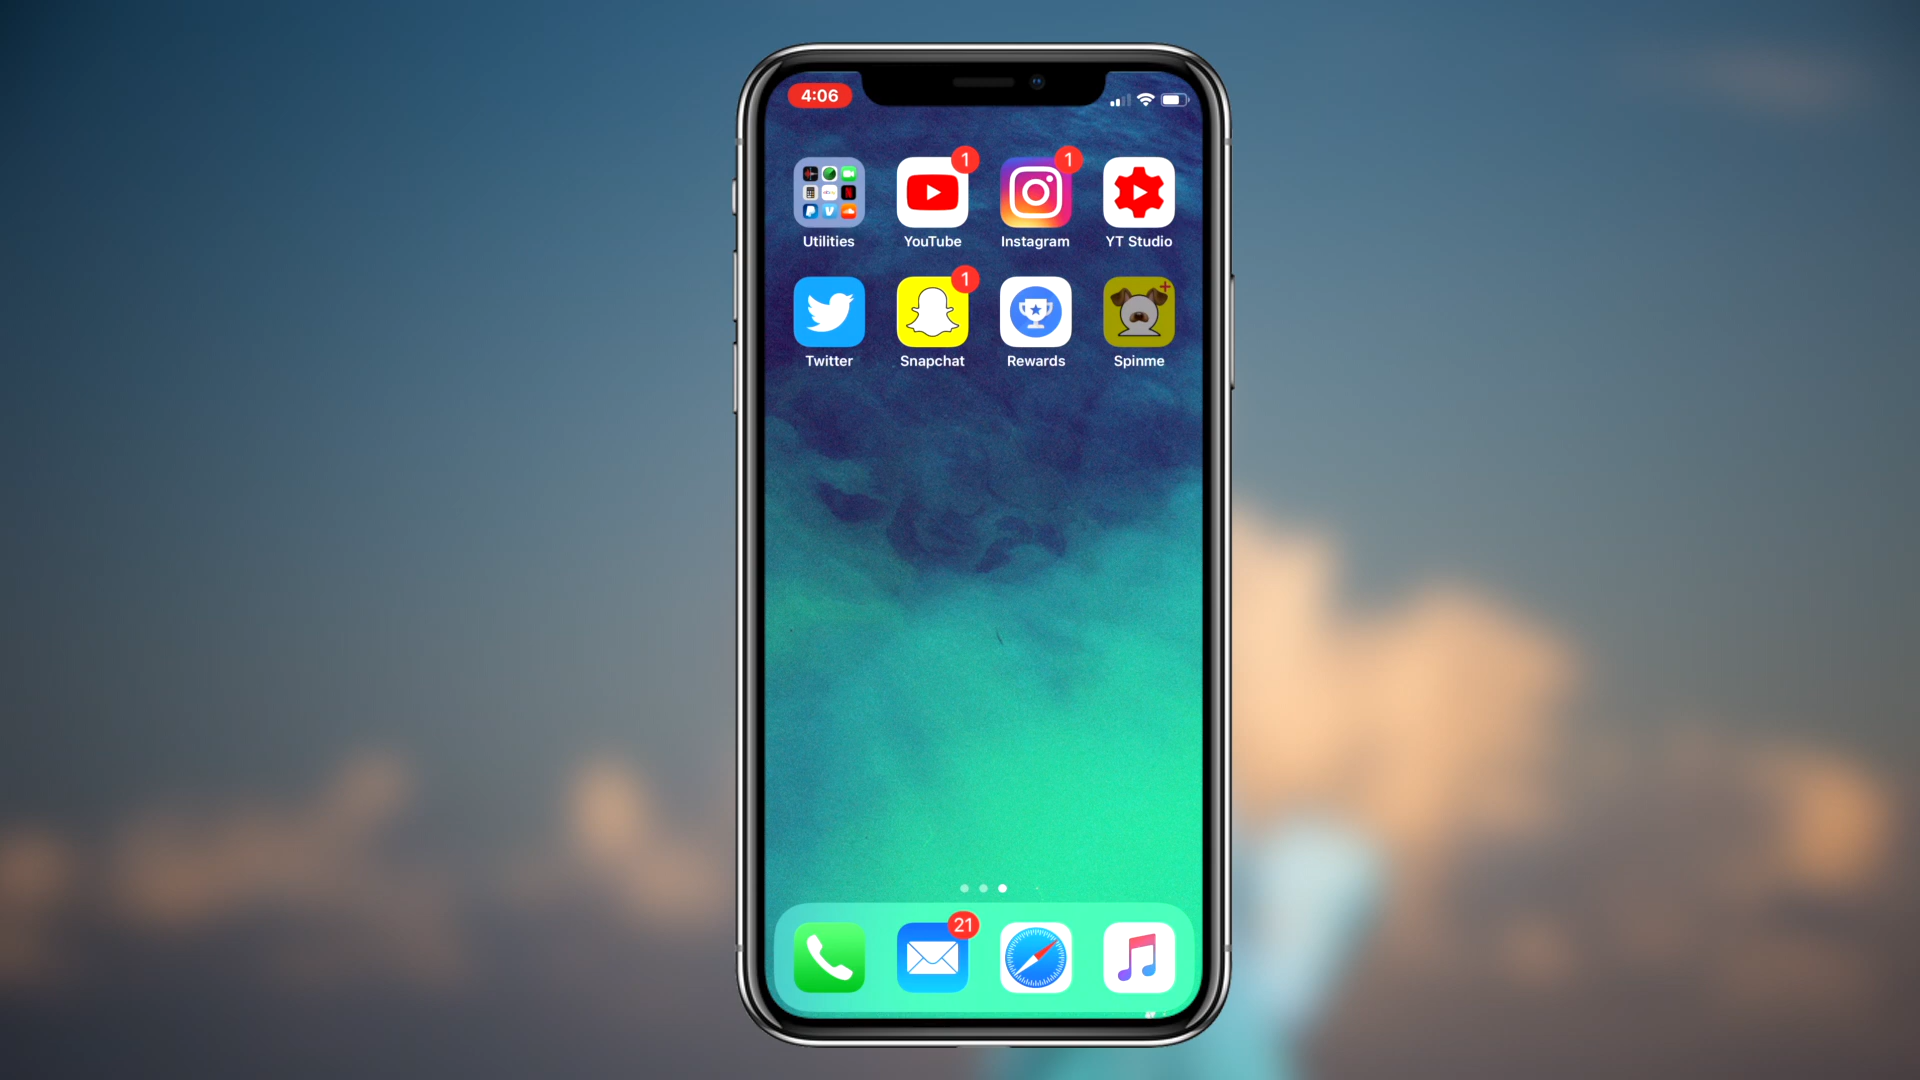 4:06
1 1
Utilities YouTube Instagram YT Studio
1
Twitter Snapchat Rewards Spinme
21